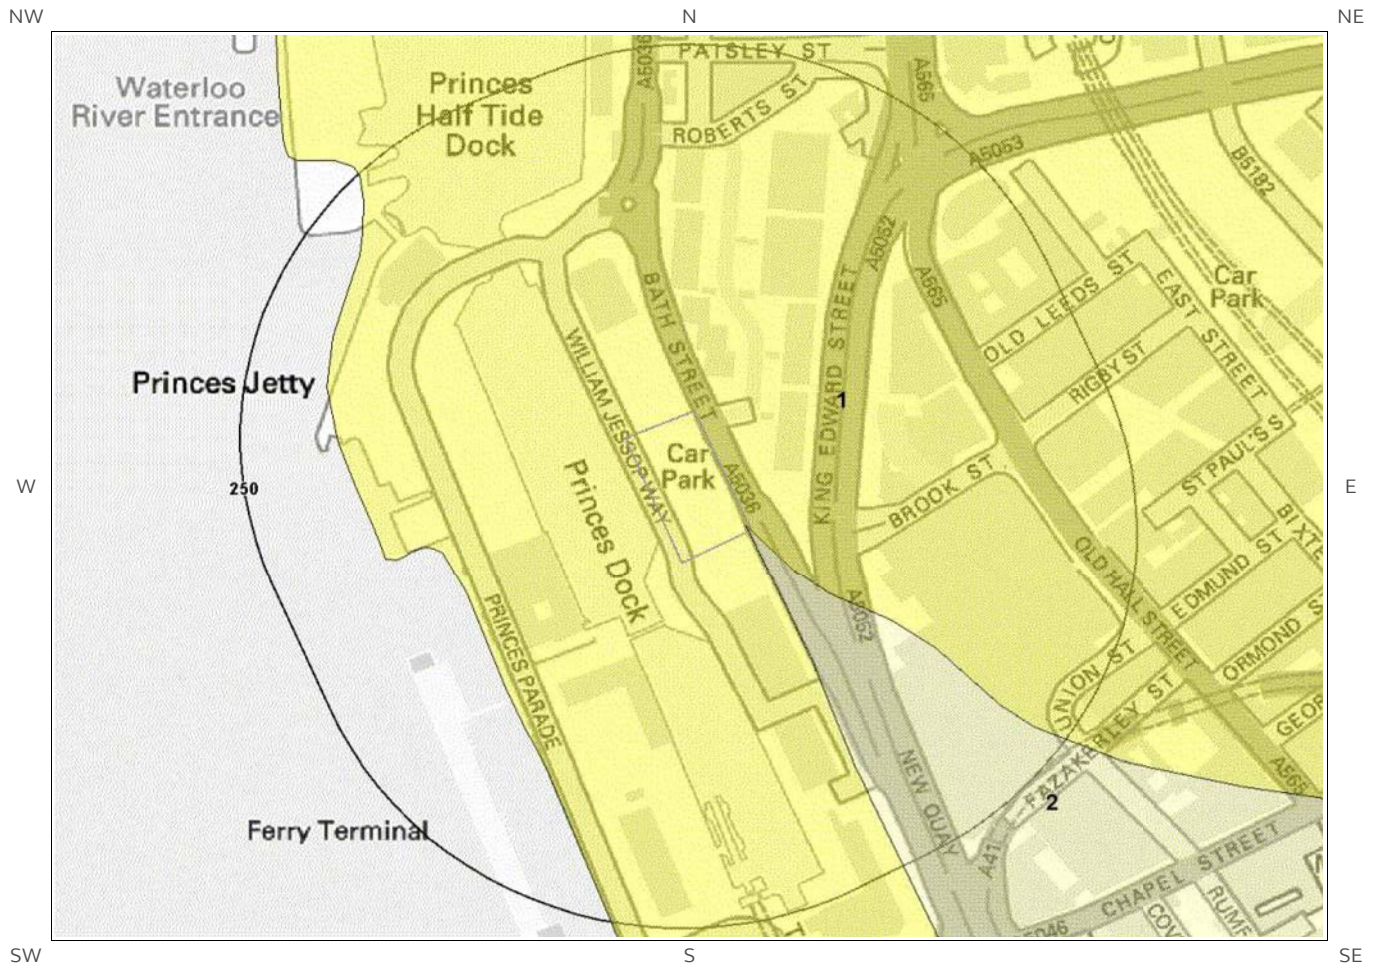 NW
N
NE
PAISLEY ST
A5036
A565
Waterloo
River Entrance
Princes
Half Tide
Dock
ROBERTS ST
A5053
B5182
A5052
BATH STREET
A565
OLD LEEDS ST
EAST STREET
Car
Park
KING EDWARD STREET
WILLIAM JESSOP WAY
RIGBY ST
Princes Jetty
1
ST PAUL'S S
Car
Park
A5036
W
250
E
Princes Dock
BROOK ST
BIXTE
EDMUND ST
OLD HALL STREET
A5052
PRINCES PARADE
ORMOND S
UNION ST
FAZAKERLEY ST
GEOR
A565
NEW QUAY
2
Ferry Terminal
A41
CHAPEL STREET
RUMF
COV
5046
T
SW
S
SE